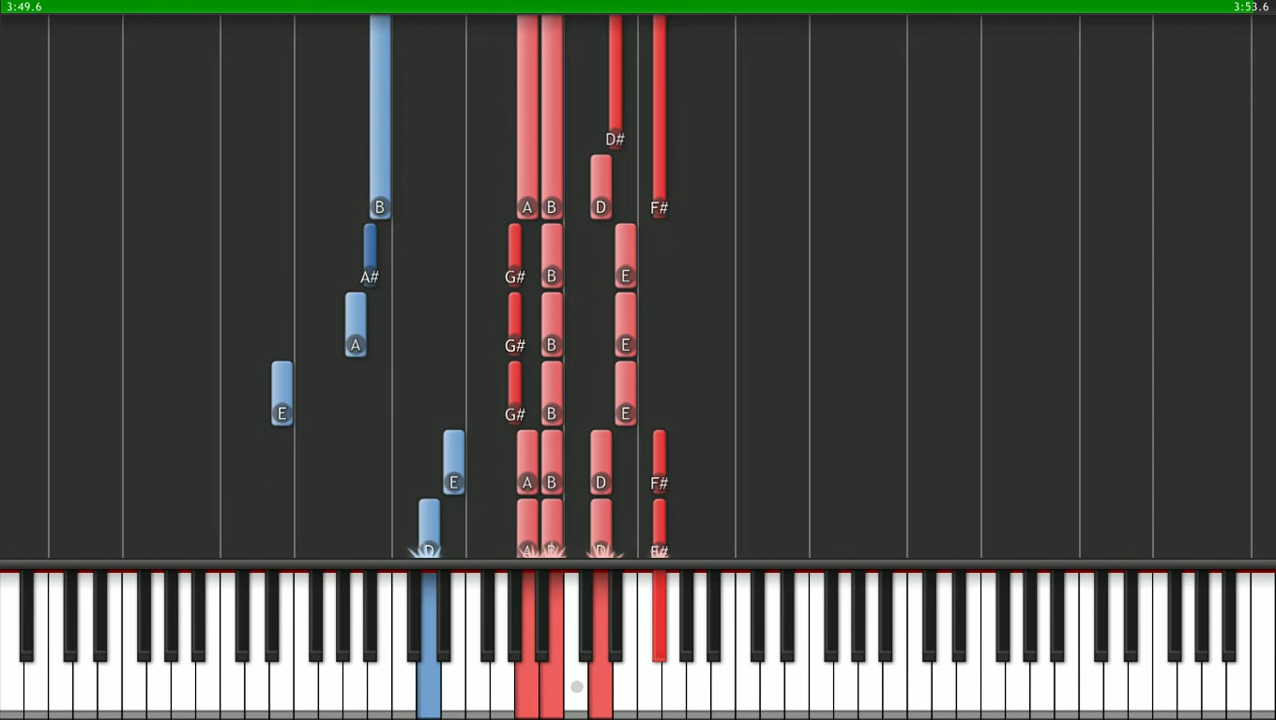 3:49.6 3:53.6
D#
B A B D F#
A# G# B E
A G# B E
E G# B E
E A B D F#
D A B D F#